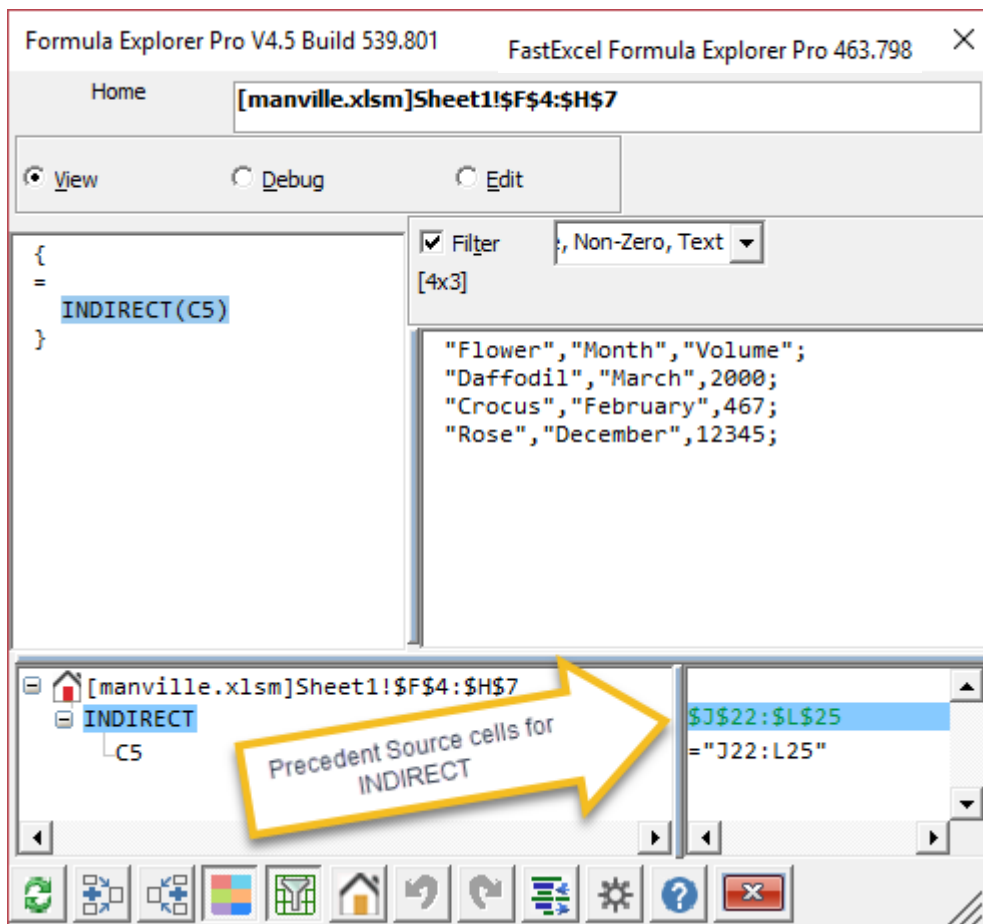 Formula Explorer Pro V4.5 Build 539.801
FastExcel Formula Explorer Pro 463.798
Home
[manville.xlsm]Sheet1!$F$4:$H$7
View
Debug
Edit
{
=
INDIRECT(C5)
}
Filter
, Non-Zero, Text
[4x3]
"Flower","Month","Volume";
"Daffodil","March",2000;
"Crocus","February",467;
"Rose","December",12345;
[manville.xlsm]Sheet1!$F$4:$H$7
INDIRECT
C5
Precedent Source cells for
INDIRECT
$J$22:$L$25
="J22:L25"